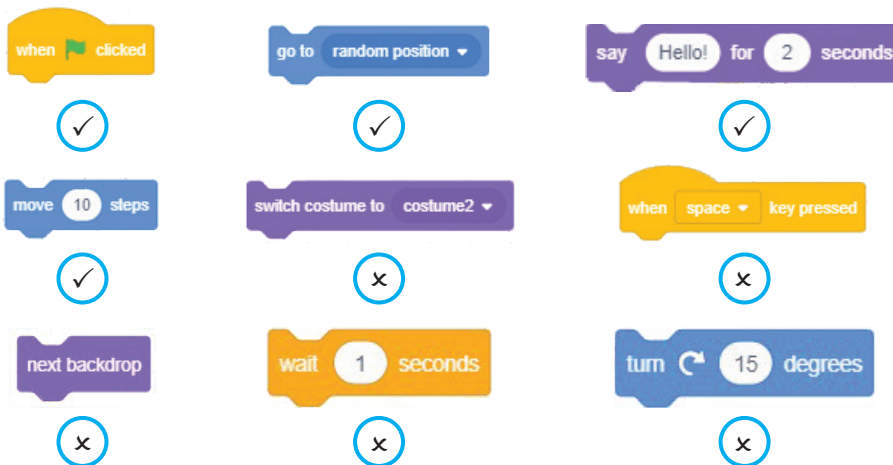 when clicked
go to random position
say Hello! for 2 seconds
move 10 steps
switch costume to costume2
when space key pressed
next backdrop
wait 1 seconds
turn 15 degrees